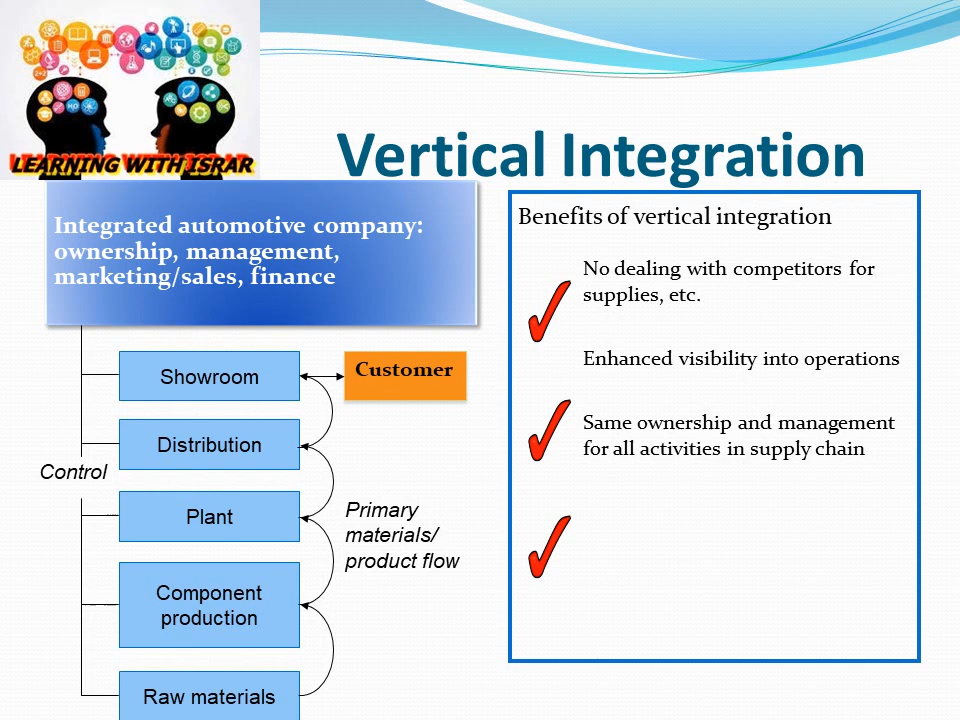 LEARNING WITH ISRAR
Vertical Integration
Integrated automotive company:
ownership, management,
marketing/sales, finance
Showroom
Customer
Distribution
Control
Plant
Primary
materials/
product flow
Component
production
Raw materials
Benefits of vertical integration
No dealing with competitors for
supplies, etc.
Enhanced visibility into operations
Same ownership and management
for all activities in supply chain